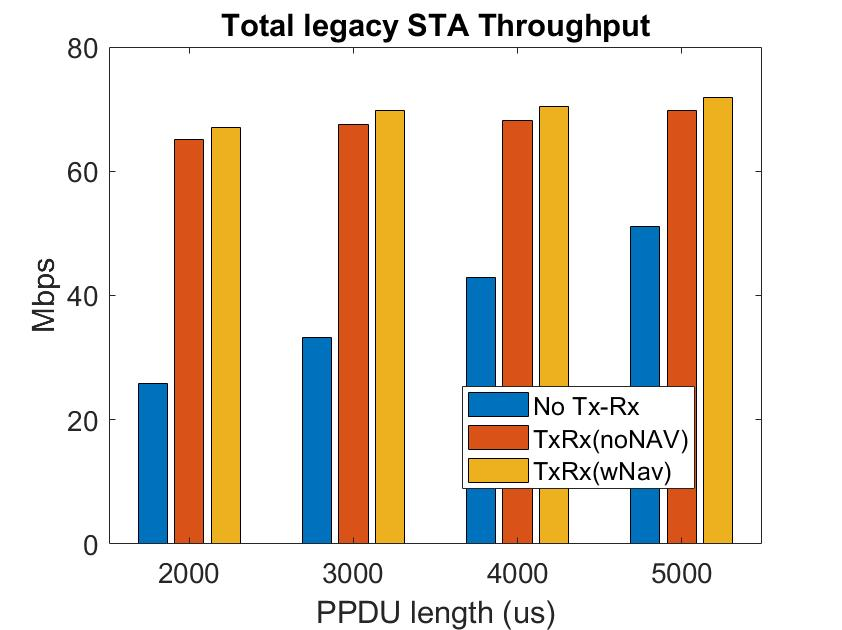 Total legacy STA Throughput
80
60
40
20
0
Mbps
No Tx-Rx
TxRx(noNAV)
TxRx(wNav)
2000 3000 4000 5000
PPDU length (us)